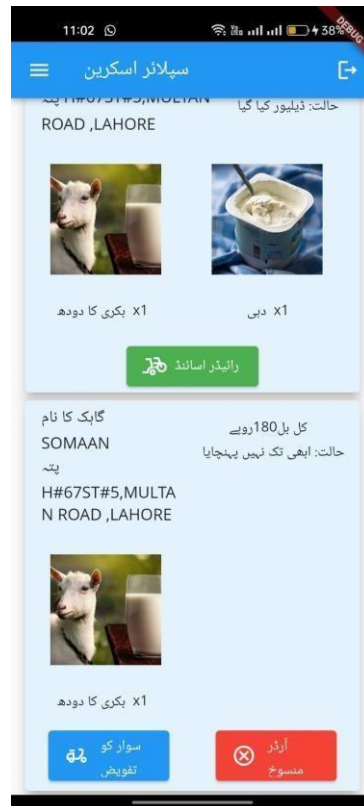 11:02
38%
DEBUG
سپلائر اسکرین
پتہ H#67ST#5,MULTAN
ROAD ,LAHORE
حالت: ڈیلیور کیا گیا
x1 بکری کا دودھ
x1 دہی
رائیڈر اسائنڈ
گاہک کا نام
SOMAAN
پتہ
H#67ST#5,MULTA
N ROAD ,LAHORE
کل بل180روپے
حالت: ابھی تک نہیں پہنچایا
x1 بکری کا دودھ
سوار کو
تفویض
آرڈر
منسوخ